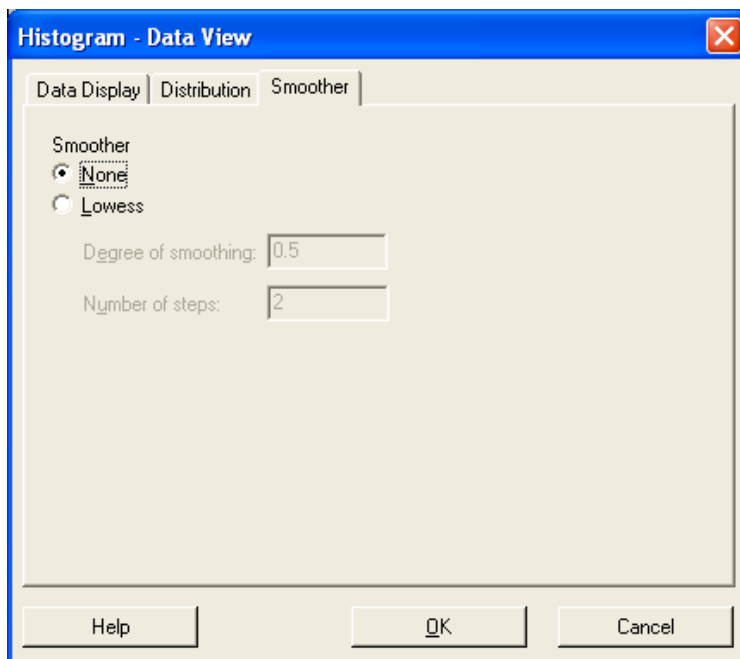 Histogram - Data View
Data Display Distribution Smoother
Smoother
None
Lowess
Degree of smoothing: 0.5
Number of steps: 2
Help OK Cancel